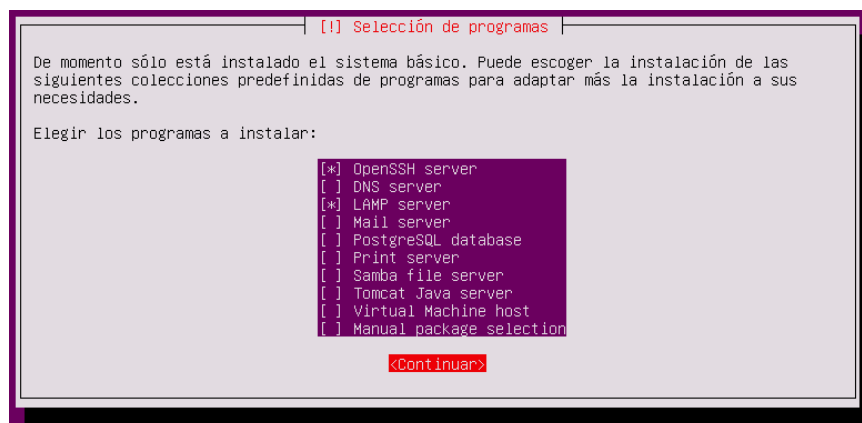 [!] Selección de programas
De momento sólo está instalado el sistema básico. Puede escoger la instalación de las
siguientes colecciones predefinidas de programas para adaptar más la instalación a sus
necesidades.
Elegir los programas a instalar:
[*] OpenSSH server
[ ] DNS server
[*] LAMP server
[ ] Mail server
[ ] PostgreSQL database
[ ] Print server
[ ] Samba file server
[ ] Tomcat Java server
[ ] Virtual Machine host
[ ] Manual package selection
<Continuar>